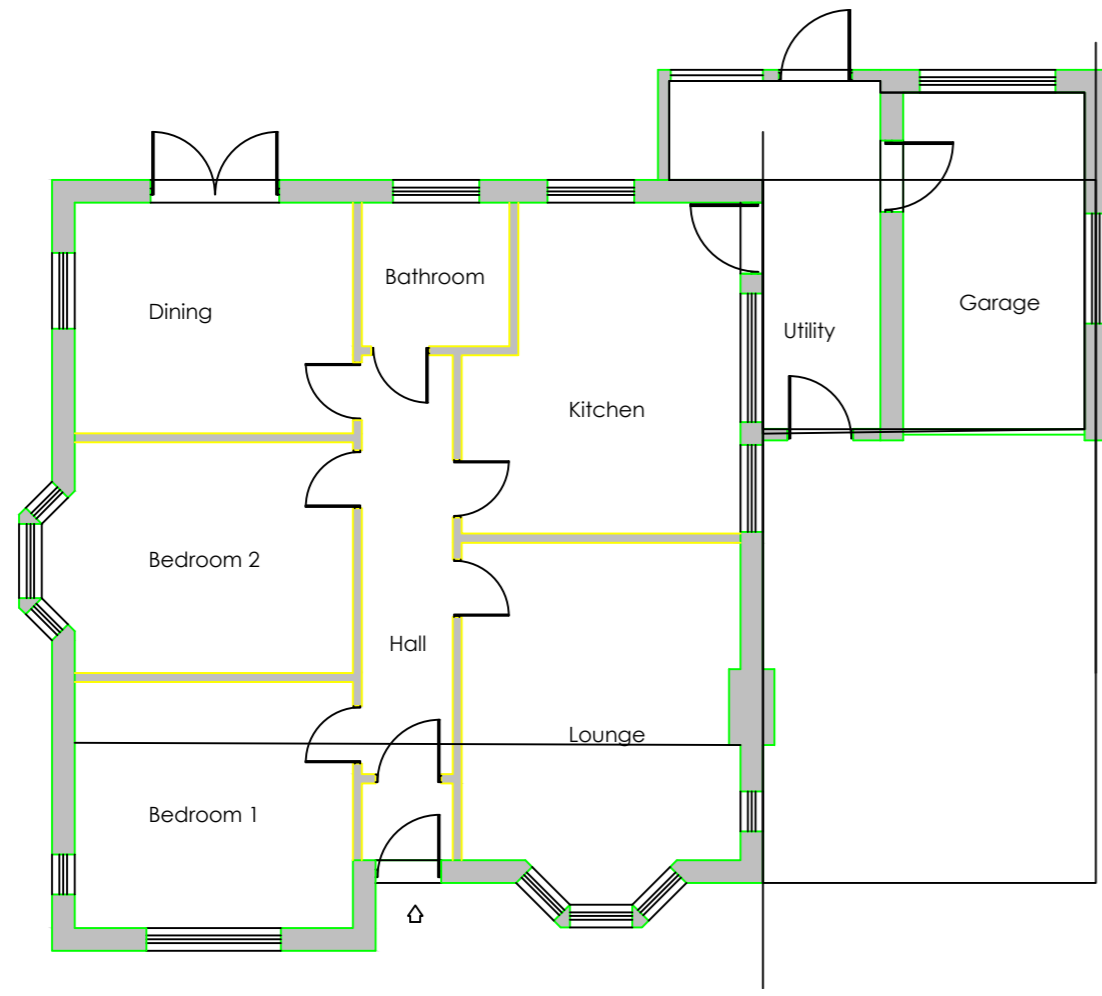 Bathroom
Dining
Garage
Utility
Kitchen
Bedroom 2
Hall
Lounge
Bedroom 1